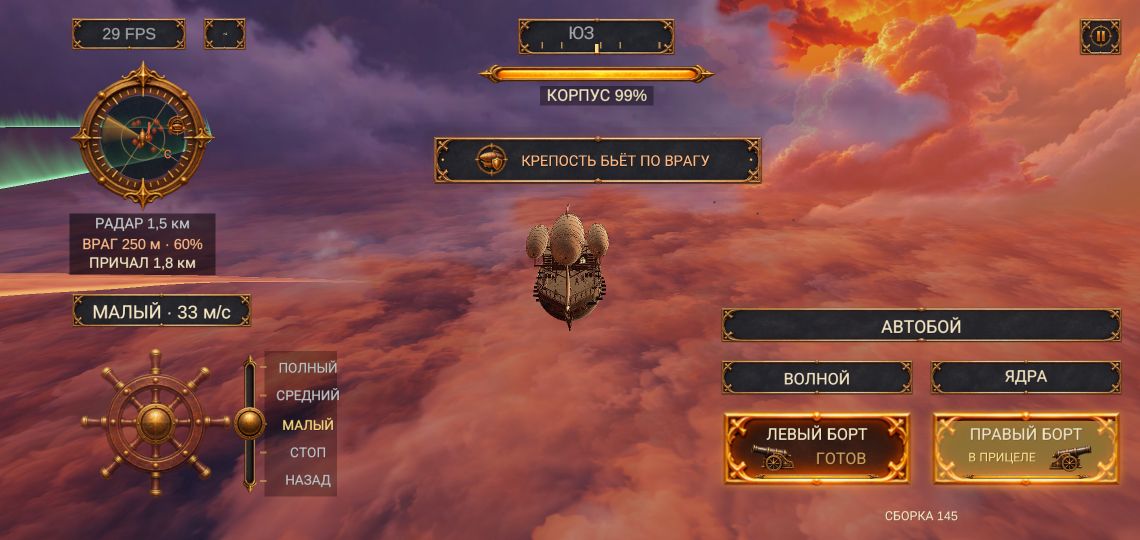 29 FPS
ЮЗ
КОРПУС 99%
КРЕПОСТЬ БЬЁТ ПО ВРАГУ
РАДАР 1,5 км
ВРАГ 250 м · 60%
ПРИЧАЛ 1,8 км
МАЛЫЙ · 33 м/с
ПОЛНЫЙ
СРЕДНИЙ
МАЛЫЙ
СТОП
НАЗАД
АВТОБОЙ
ВОЛНОЙ
ЯДРА
ЛЕВЫЙ БОРТ
ГОТОВ
ПРАВЫЙ БОРТ
В ПРИЦЕЛЕ
СБОРКА 145